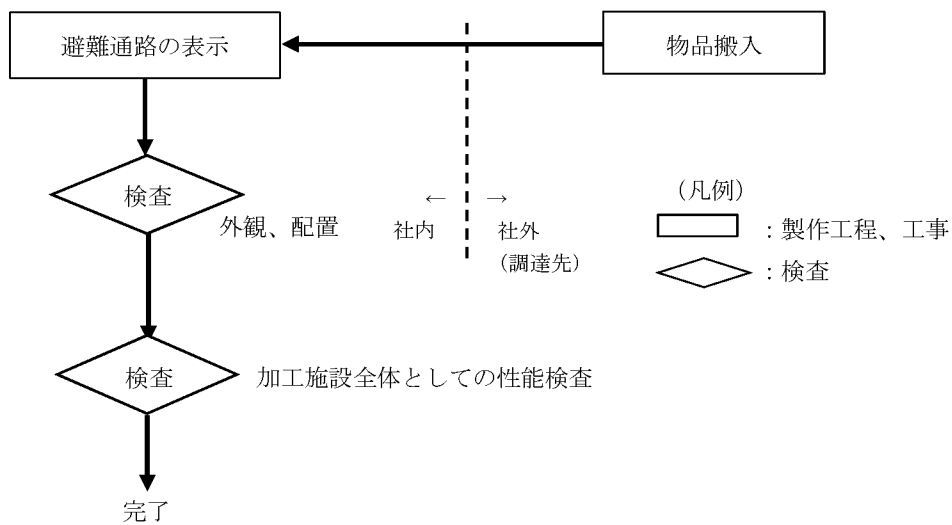 避難通路の表示
物品搬入
検査
外観、配置
← →
社内 社外
(調達先)
(凡例)
：製作工程、工事
：検査
検査
加工施設全体としての性能検査
完了